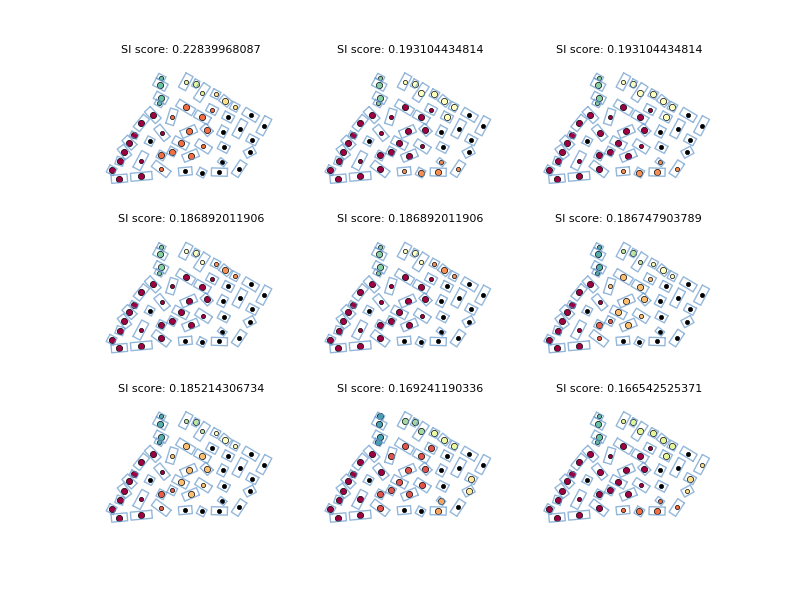 SI score: 0.22839968087
SI score: 0.193104434814
SI score: 0.193104434814
SI score: 0.186892011906
SI score: 0.186892011906
SI score: 0.186747903789
SI score: 0.185214306734
SI score: 0.169241190336
SI score: 0.166542525371